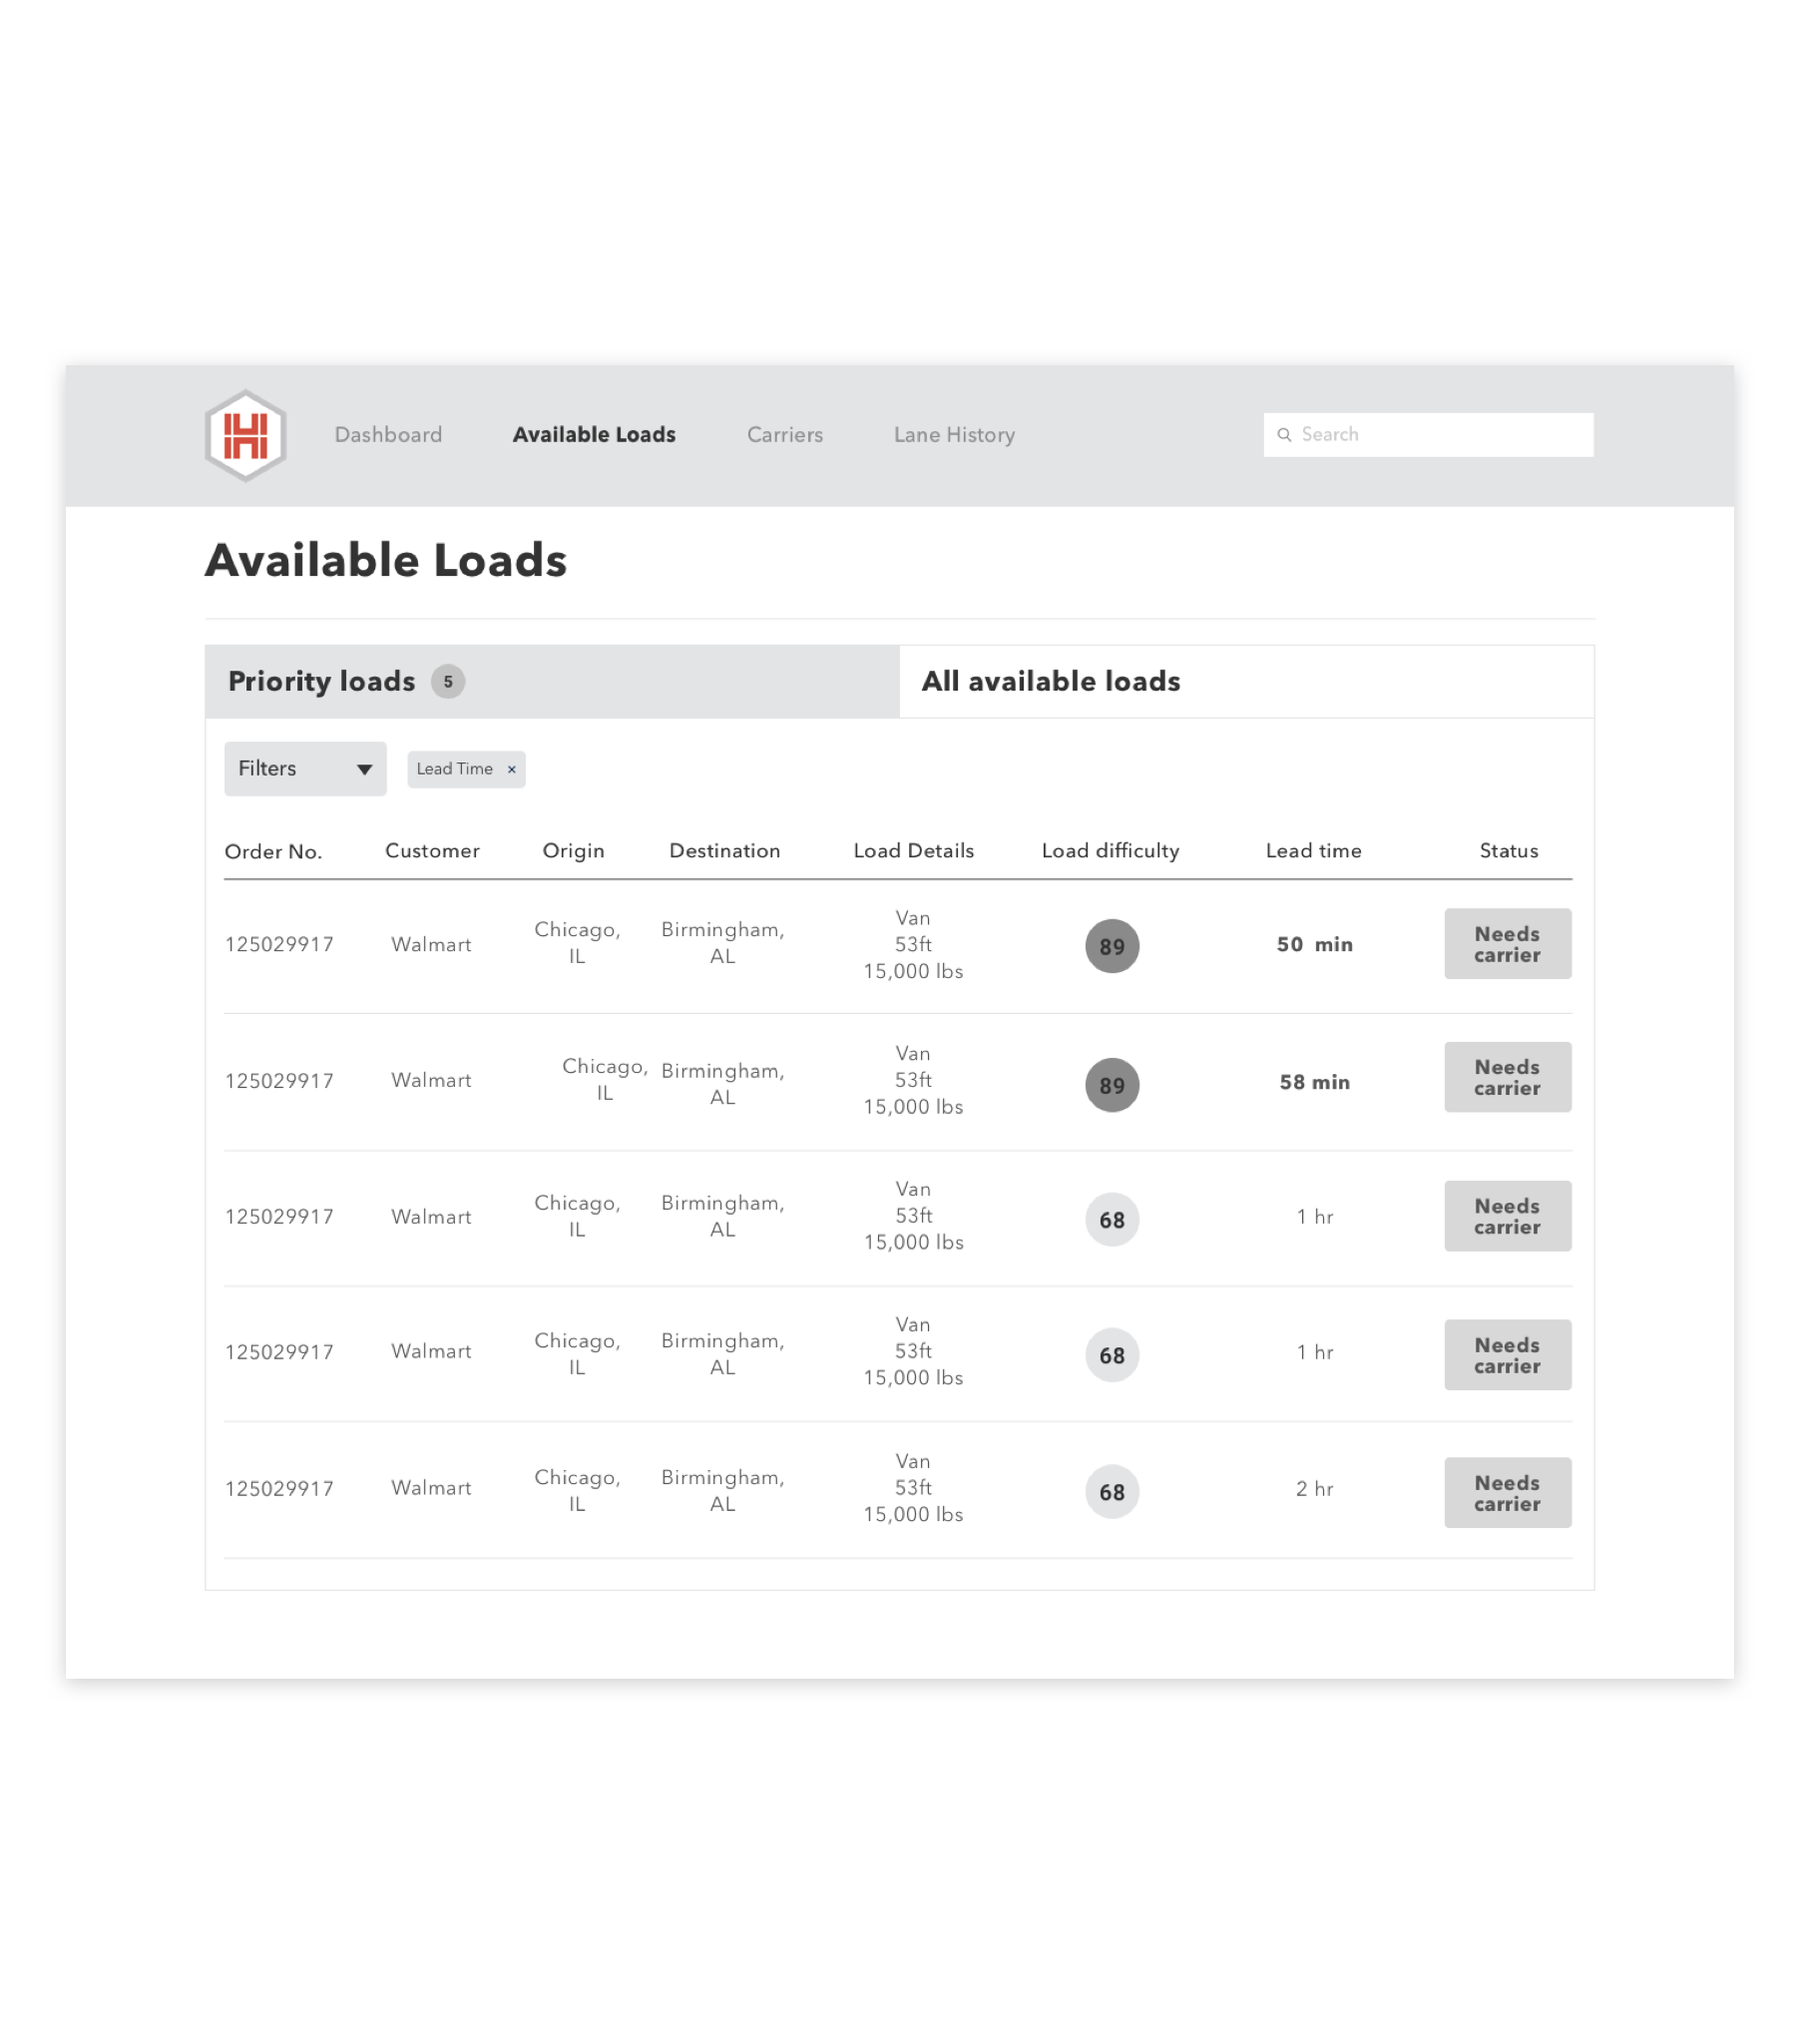 Dashboard Available Loads Carriers Lane History Search
Available Loads
Priority loads 5 All available loads
Filters Lead Time ×
Order No. Customer Origin Destination Load Details Load difficulty Lead time Status
125029917 Walmart Chicago, IL Birmingham, AL Van 53ft 15,000 lbs 89 50 min Needs carrier
125029917 Walmart Chicago, IL Birmingham, AL Van 53ft 15,000 lbs 89 58 min Needs carrier
125029917 Walmart Chicago, IL Birmingham, AL Van 53ft 15,000 lbs 68 1 hr Needs carrier
125029917 Walmart Chicago, IL Birmingham, AL Van 53ft 15,000 lbs 68 1 hr Needs carrier
125029917 Walmart Chicago, IL Birmingham, AL Van 53ft 15,000 lbs 68 2 hr Needs carrier